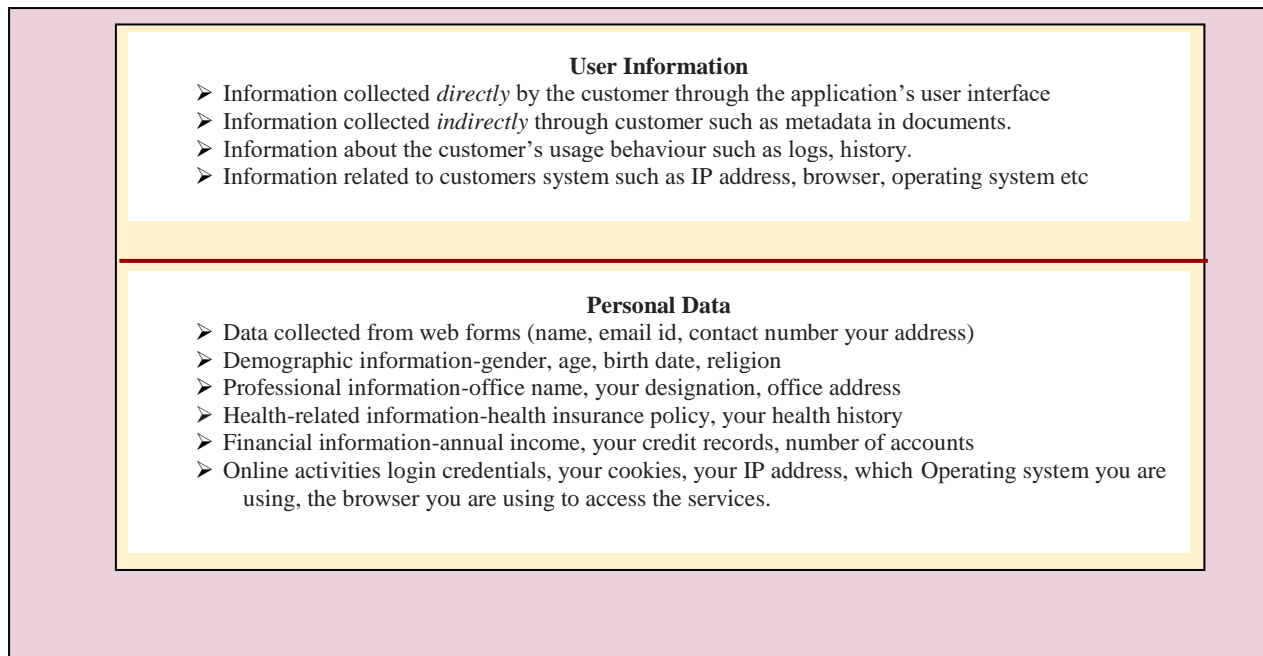 User Information
➢ Information collected directly by the customer through the application's user interface
➢ Information collected indirectly through customer such as metadata in documents.
➢ Information about the customer's usage behaviour such as logs, history.
➢ Information related to customers system such as IP address, browser, operating system etc
Personal Data
➢ Data collected from web forms (name, email id, contact number your address)
➢ Demographic information-gender, age, birth date, religion
➢ Professional information-office name, your designation, office address
➢ Health-related information-health insurance policy, your health history
➢ Financial information-annual income, your credit records, number of accounts
➢ Online activities login credentials, your cookies, your IP address, which Operating system you are
using, the browser you are using to access the services.